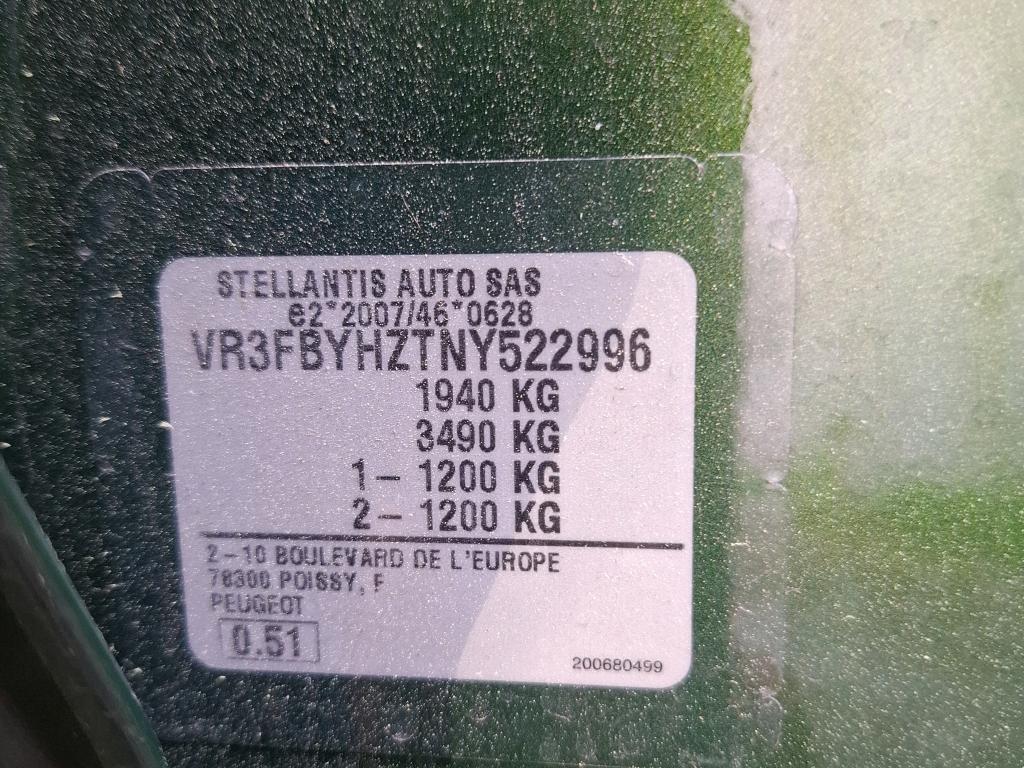 STELLANTIS AUTO SAS
e2*2007/46*0628
VR3FBYHZTNY522996
1940 KG
3490 KG
1- 1200 KG
2- 1200 KG
2-10 BOULEVARD DE L'EUROPE
78300 POISSY, F
PEUGEOT
0.51
200680499